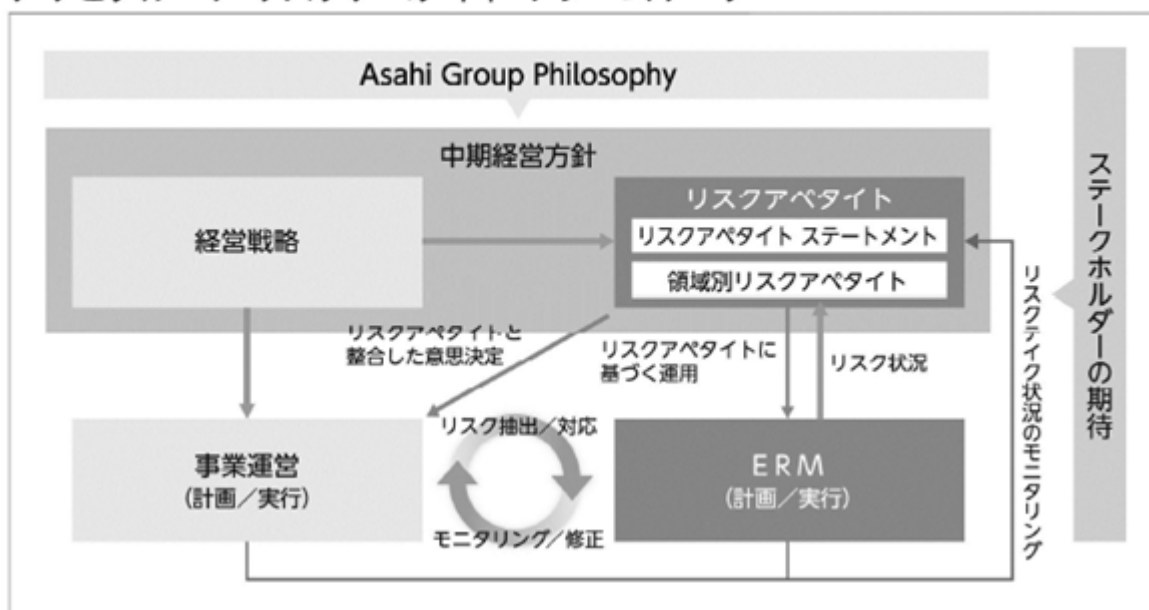 Asahi Group Philosophy
中期経営方針
経営戦略
リスクアペタイト
リスクアペタイト ステートメント
領域別リスクアペタイト
リスクアペタイトと
整合した意思決定
リスクアペタイトに
基づく運用
リスク状況
リスク抽出／対応
事業運営
(計画／実行)
モニタリング／修正
ERM
(計画／実行)
リスクテイク状況のモニタリング
ステークホルダーの期待